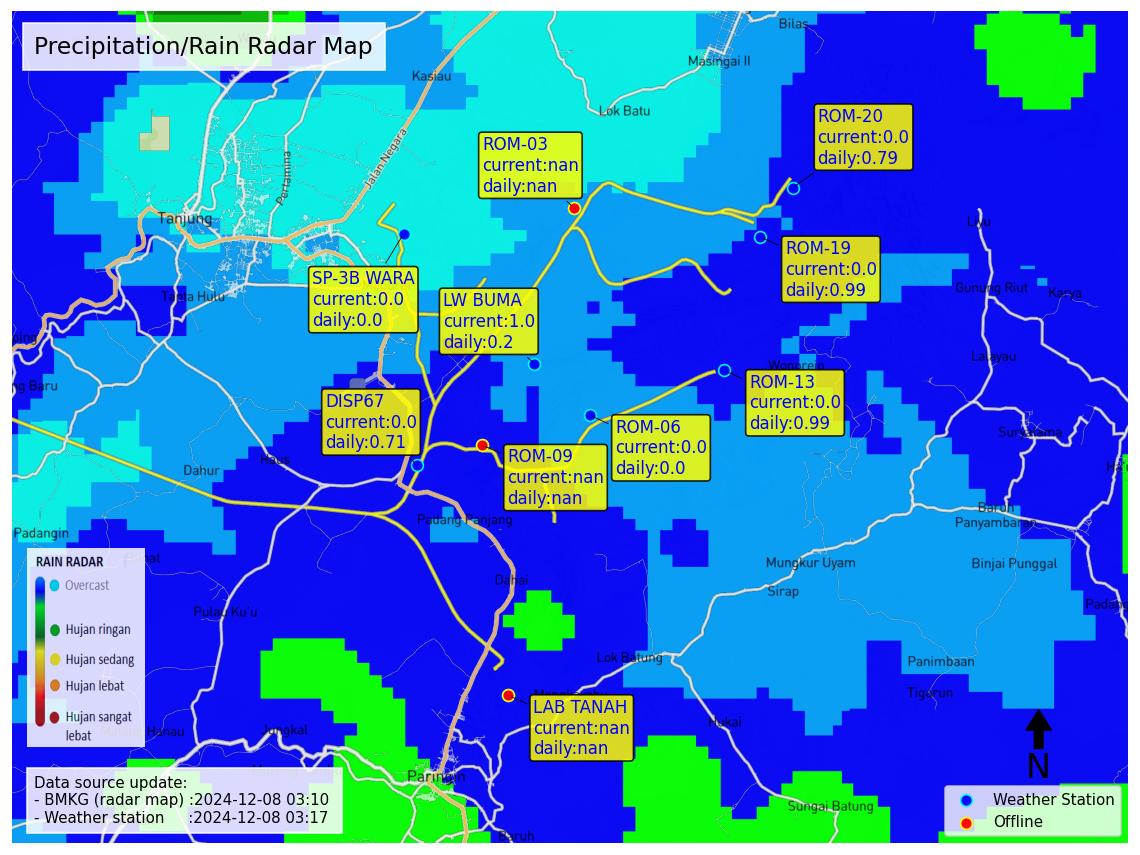 Precipitation/Rain Radar Map
Bilas
Masingai II
Kasiau
Lok Batu
ROM-20
current:0.0
daily:0.79
ROM-03
current:nan
daily:nan
Jalan Negara
Pertamina
Tanjung
Liyu
ROM-19
current:0.0
daily:0.99
SP-3B WARA
current:0.0
daily:0.0
LW BUMA
current:1.0
daily:0.2
Tanta Hulu
Gunung Riut
Karya
Lalayau
ng Baru
ROM-13
current:0.0
daily:0.99
DISP67
current:0.0
daily:0.71
ROM-06
current:0.0
daily:0.0
Suryatama
ROM-09
current:nan
daily:nan
Haus
Dahur
Padang Panjang
Baruh
Panyambaran
Padangin
Mungkur Uyam
Binjai Punggal
RAIN RADAR
Overcast
Hujan ringan
Hujan sedang
Hujan lebat
Hujan sangat
lebat
Dahai
Sirap
Padang
Pulau Ku'u
Lok Batung
Panimbaan
Tigarun
LAB TANAH
current:nan
daily:nan
Hukai
Jungkal
Manau
Paringin
Sungai Batung
Baruh
Data source update:
- BMKG (radar map) :2024-12-08 03:10
- Weather station :2024-12-08 03:17
N
Weather Station
Offline